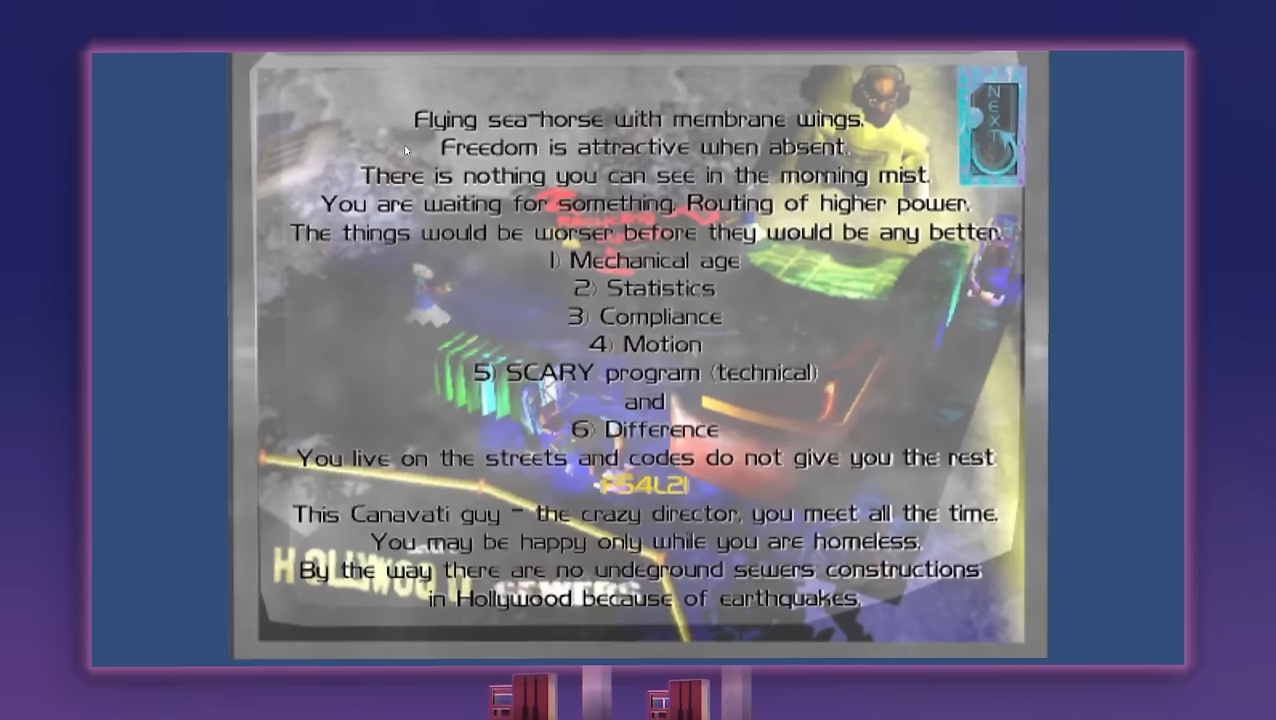 Flying sea-horse with membrane wings.
Freedom is attractive when absent.
There is nothing you can see in the morning mist.
You are waiting for something, Routing of higher power.
The things would be worser before they would be any better.
1) Mechanical age
2) Statistics
3) Compliance
4) Motion
5) SCARY program (technical)
and
6) Difference
You live on the streets and codes do not give you the rest
This Canavati guy - the crazy director, you meet all the time.
You may be happy only while you are homeless.
By the way there are no undeground sewers constructions
in Hollywood because of earthquakes.
NEXT
HOLLYWOOD
SEWERS